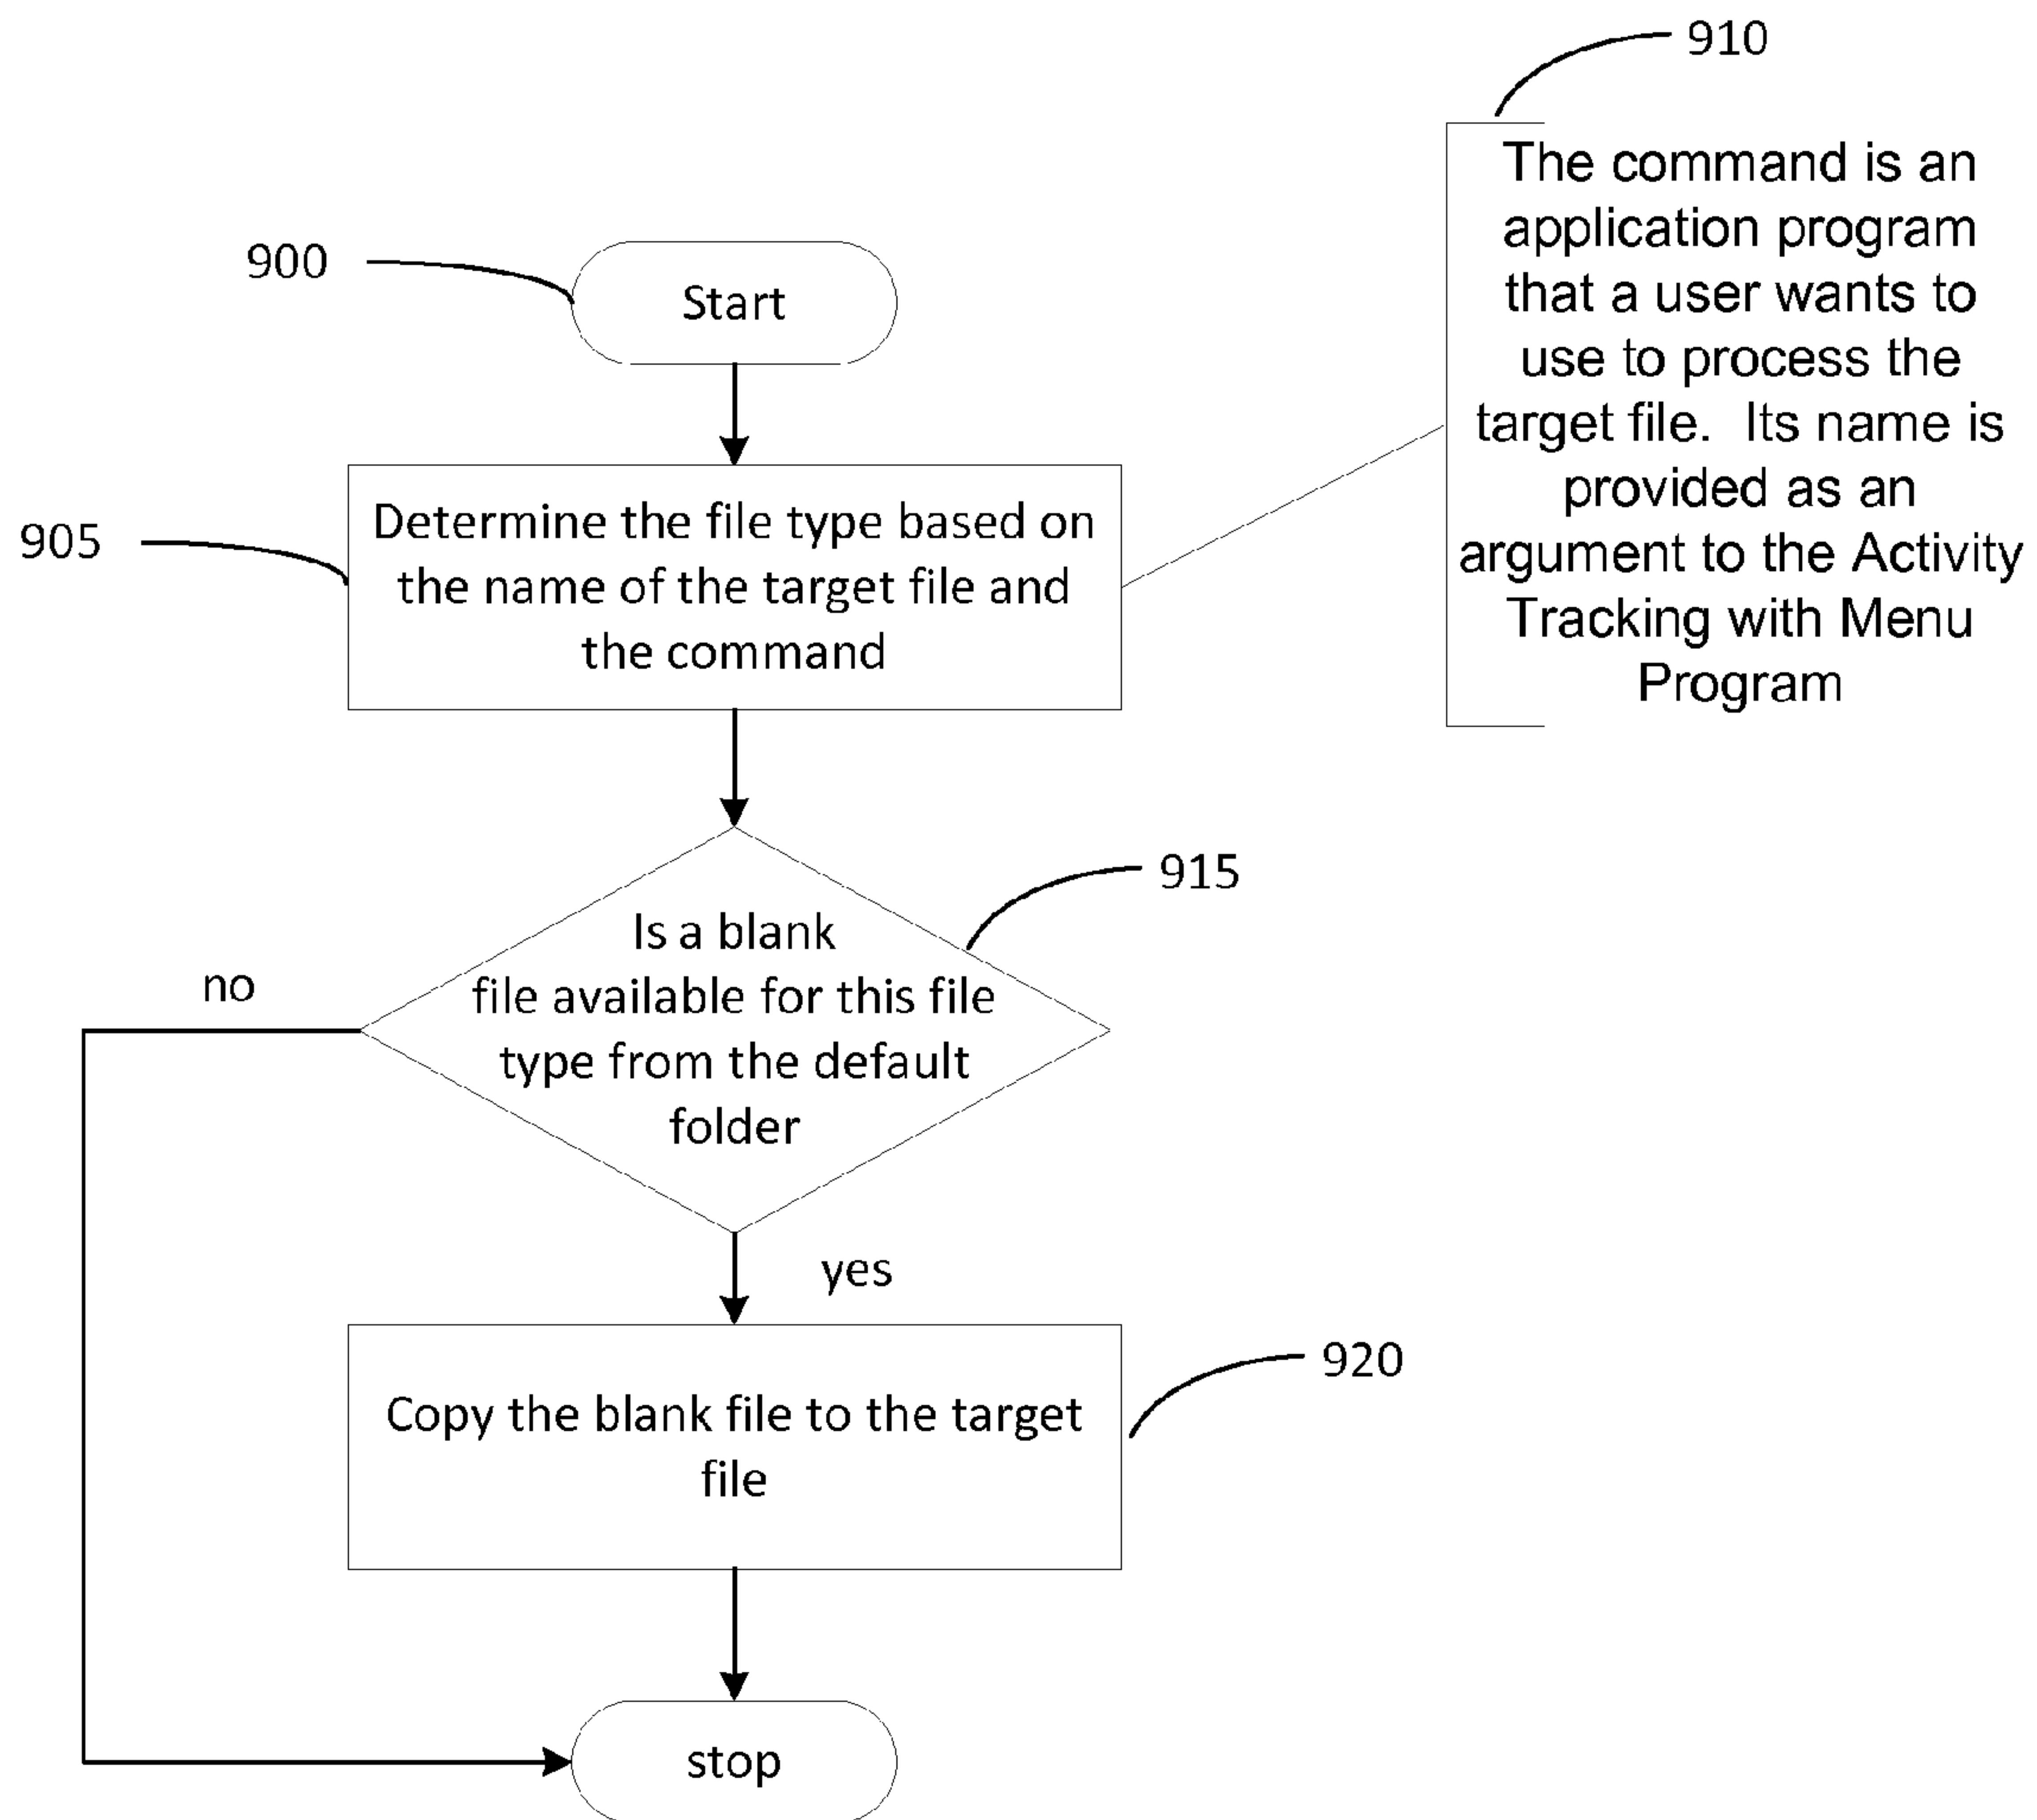 910
The command is an
application program
that a user wants to
use to process the
target file. Its name is
provided as an
argument to the Activity
Tracking with Menu
Program
900
Start
905
Determine the file type based on
the name of the target file and
the command
915
Is a blank
file available for this file
type from the default
folder
no
yes
920
Copy the blank file to the target
file
stop